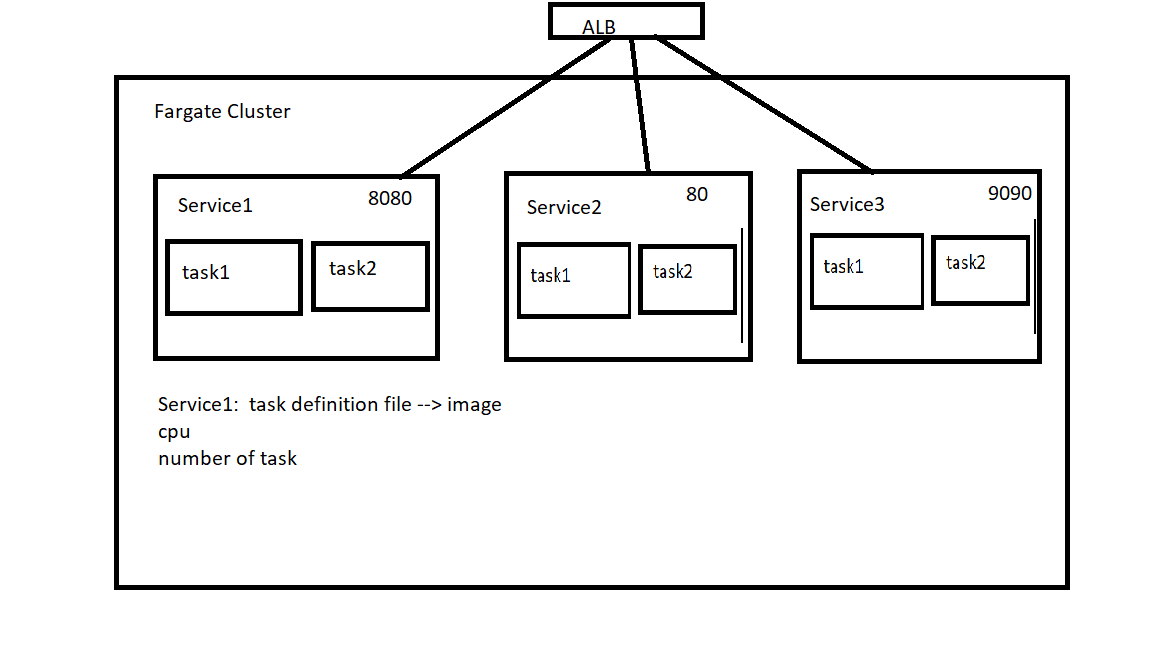 ALB
Fargate Cluster
Service1
8080
task1
task2
Service2
80
task1
task2
Service3
9090
task1
task2
Service1:  task definition file --> image
cpu
number of task